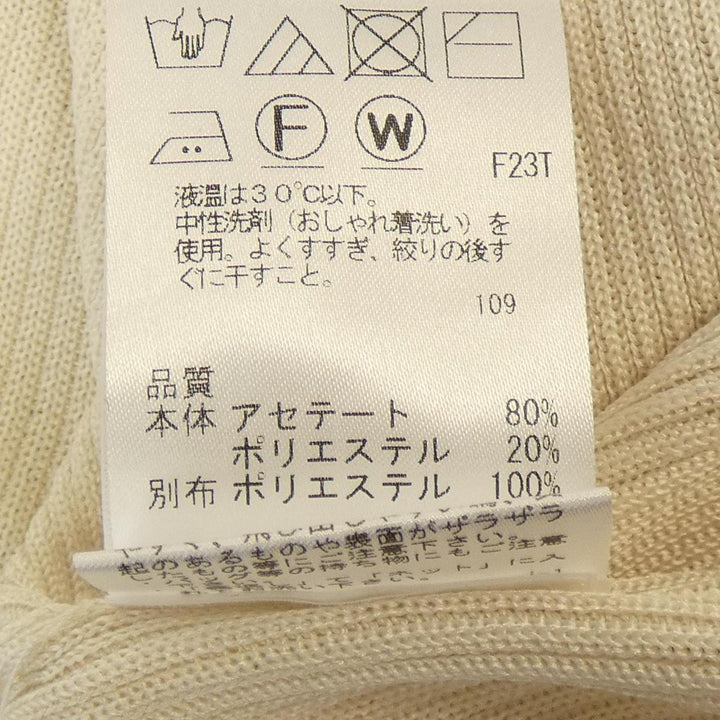 F
W
F23T
液温は30℃以下。
中性洗剤（おしゃれ着洗い）を
使用。よくすすぎ、絞りの後す
ぐに干すこと。
109
品質
本体 アセテート 80%
ポリエステル 20%
別布 ポリエステル 100%